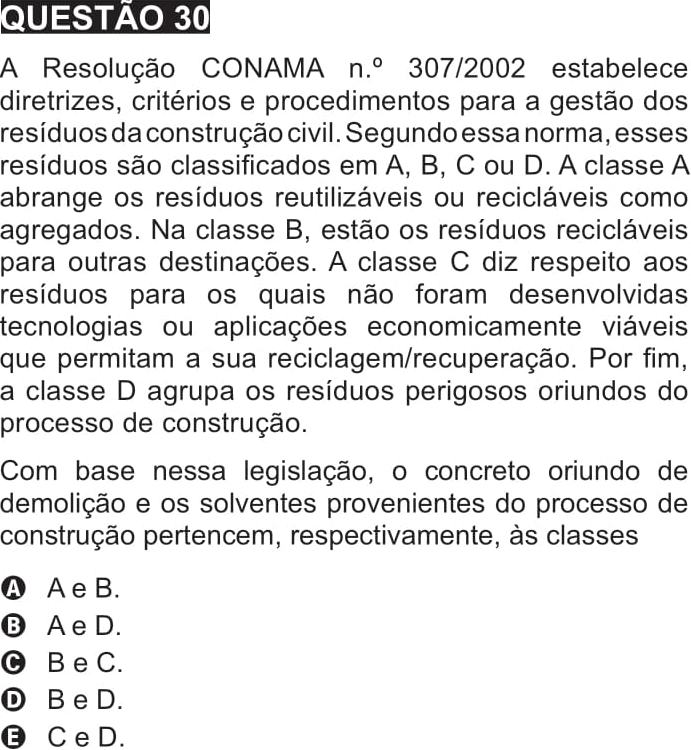 QUESTÃO 30
A Resolução CONAMA n.º 307/2002 estabelece
diretrizes, critérios e procedimentos para a gestão dos
resíduos da construção civil. Segundo essa norma, esses
resíduos são classificados em A, B, C ou D. A classe A
abrange os resíduos reutilizáveis ou recicláveis como
agregados. Na classe B, estão os resíduos recicláveis
para outras destinações. A classe C diz respeito aos
resíduos para os quais não foram desenvolvidas
tecnologias ou aplicações economicamente viáveis
que permitam a sua reciclagem/recuperação. Por fim,
a classe D agrupa os resíduos perigosos oriundos do
processo de construção.
Com base nessa legislação, o concreto oriundo de
demolição e os solventes provenientes do processo de
construção pertencem, respectivamente, às classes
A A e B.
B A e D.
C B e C.
D B e D.
E C e D.